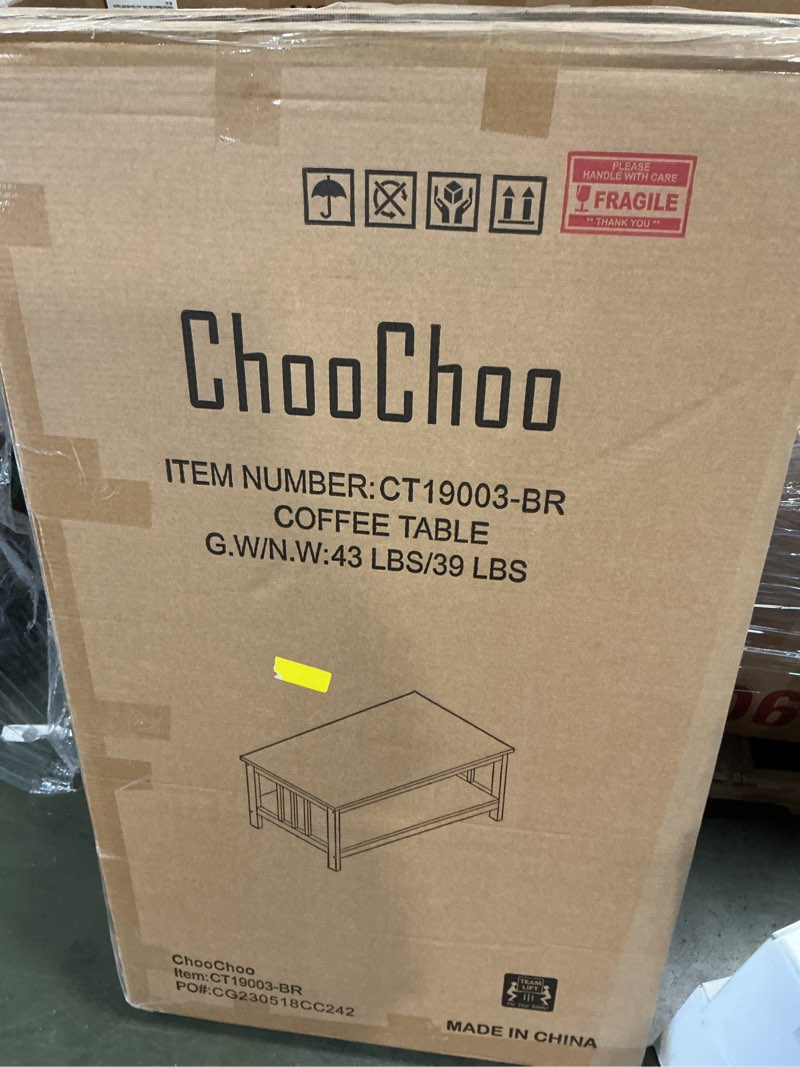 PLEASE
HANDLE WITH CARE
FRAGILE
** THANK YOU **
ChooChoo
ITEM NUMBER:CT19003-BR
COFFEE TABLE
G.W/N.W:43 LBS/39 LBS
ChooChoo
Item:CT19003-BR
PO#:CG230518CC242
TEAM
LIFT
MADE IN CHINA